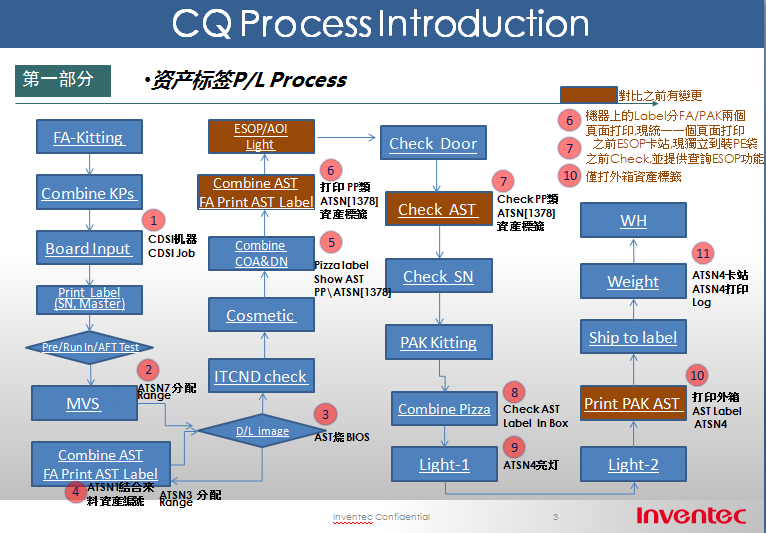 CQ Process Introduction
第一部分
•资产标签P/L Process
對比之前有變更
6
機器上的Label分FA/PAK兩個
頁面打印,現統一一個頁面打印
7
之前ESOP卡站,現獨立到裝PE袋
之前Check,並提供查詢ESOP功能
10
僅打外箱資產標籤
FA-Kitting
Combine KPs
1
CDSI机器
CDSI Job
Board Input
Print Label
(SN, Master)
Pre/Run In/AFT Test
2
ATSN7 分配
Range
MVS
Combine AST
FA Print AST Label
4
ATSN1結合來
料資產編號
ATSN3 分配
Range
D/L image
3
AST烧BIOS
ITCND check
Cosmetic
Combine
COA&DN
5
Pizza label
Show AST
PP\ATSN[1378]
Combine AST
FA Print AST Label
6
打印 PP類
ATSN[1378]
資產標籤
ESOP/AOI
Light
Check Door
Check AST
7
Check PP類
ATSN[1378]
資產標籤
Check SN
PAK Kitting
Combine Pizza
8
Check AST
Label In Box
Light-1
9
ATSN4亮灯
Light-2
Print PAK AST
10
打印外箱
AST Label
ATSN4
Ship to label
Weight
11
ATSN4卡站
ATSN4打印
Log
WH
Inventec Confidential
3
Inventec